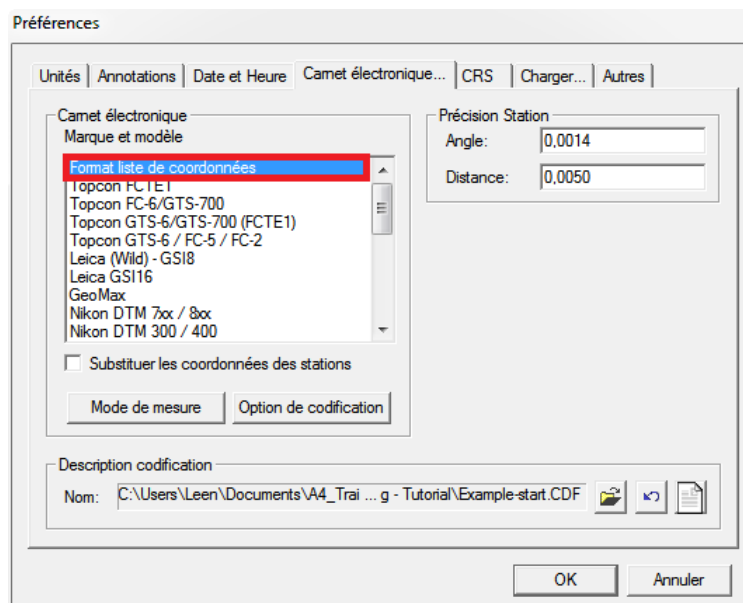 Préférences
Unités
Annotations
Date et Heure
Carnet électronique...
CRS
Charger...
Autres
Carnet électronique
Marque et modèle
Format liste de coordonnées
Topcon FCTE1
Topcon FC-6/GTS-700
Topcon GTS-6/GTS-700 (FCTE1)
Topcon GTS-6 / FC-5 / FC-2
Leica (Wild) - GSI8
Leica GSI16
GeoMax
Nikon DTM 7xx / 8xx
Nikon DTM 300 / 400
Substituer les coordonnées des stations
Mode de mesure
Option de codification
Précision Station
Angle: 0,0014
Distance: 0,0050
Description codification
Nom: C:\Users\Leen\Documents\A4_Trai ... g - Tutorial\Example-start.CDF
OK
Annuler